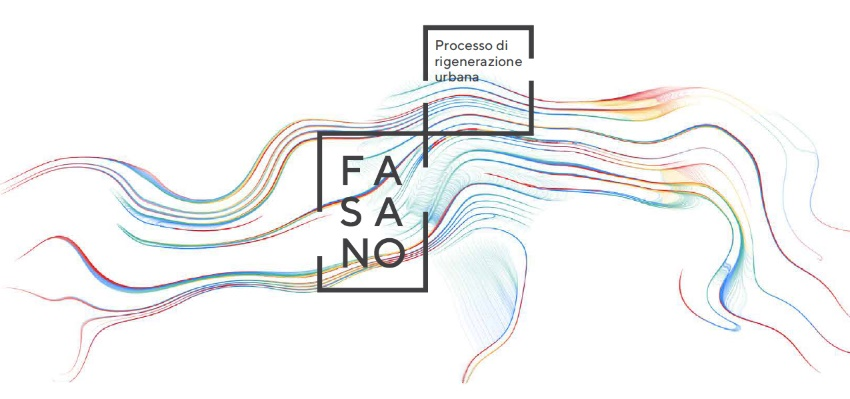 Processo di
rigenerazione
urbana
FA
SA
NO